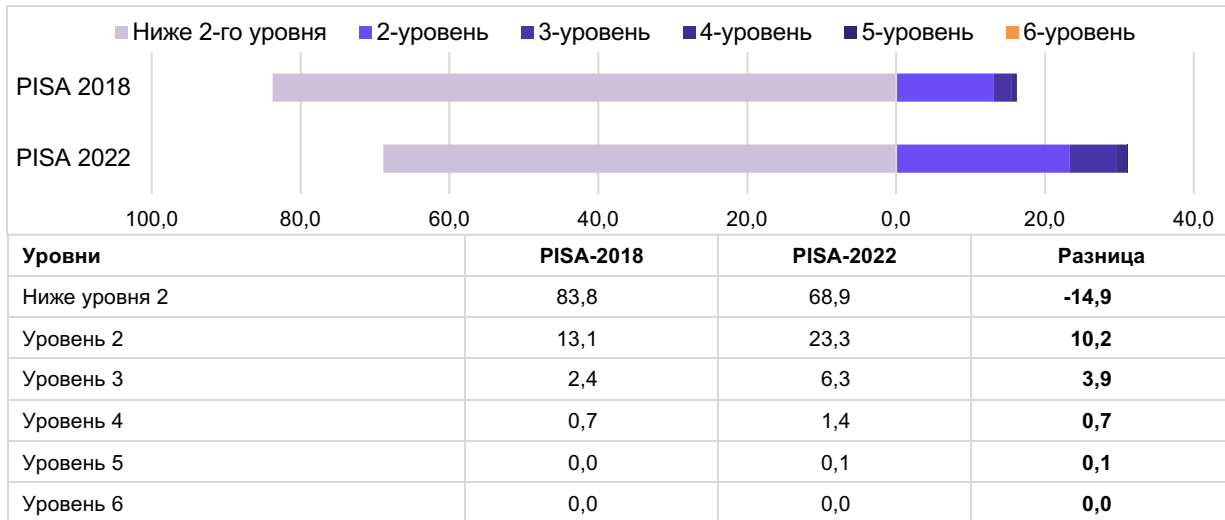 Ниже 2-го уровня 2-уровень 3-уровень 4-уровень 5-уровень 6-уровень
PISA 2018
PISA 2022
100,0 80,0 60,0 40,0 20,0 0,0 20,0 40,0
Уровни PISA-2018 PISA-2022 Разница
Ниже уровня 2 83,8 68,9 -14,9
Уровень 2 13,1 23,3 10,2
Уровень 3 2,4 6,3 3,9
Уровень 4 0,7 1,4 0,7
Уровень 5 0,0 0,1 0,1
Уровень 6 0,0 0,0 0,0